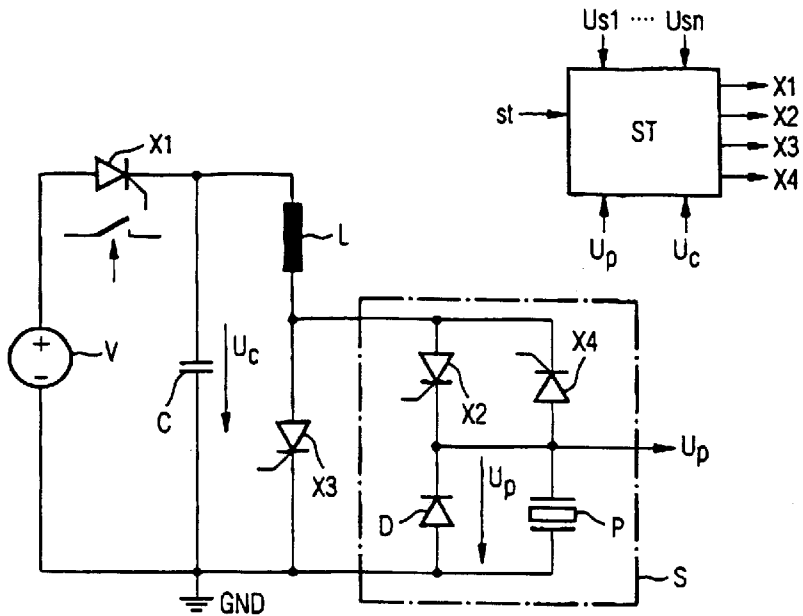 Us1 ···· Usn
st
ST
X1
X2
X3
X4
Up
Uc
X1
L
+
-
V
Uc
C
X3
X2
X4
Up
Up
D
P
S
GND